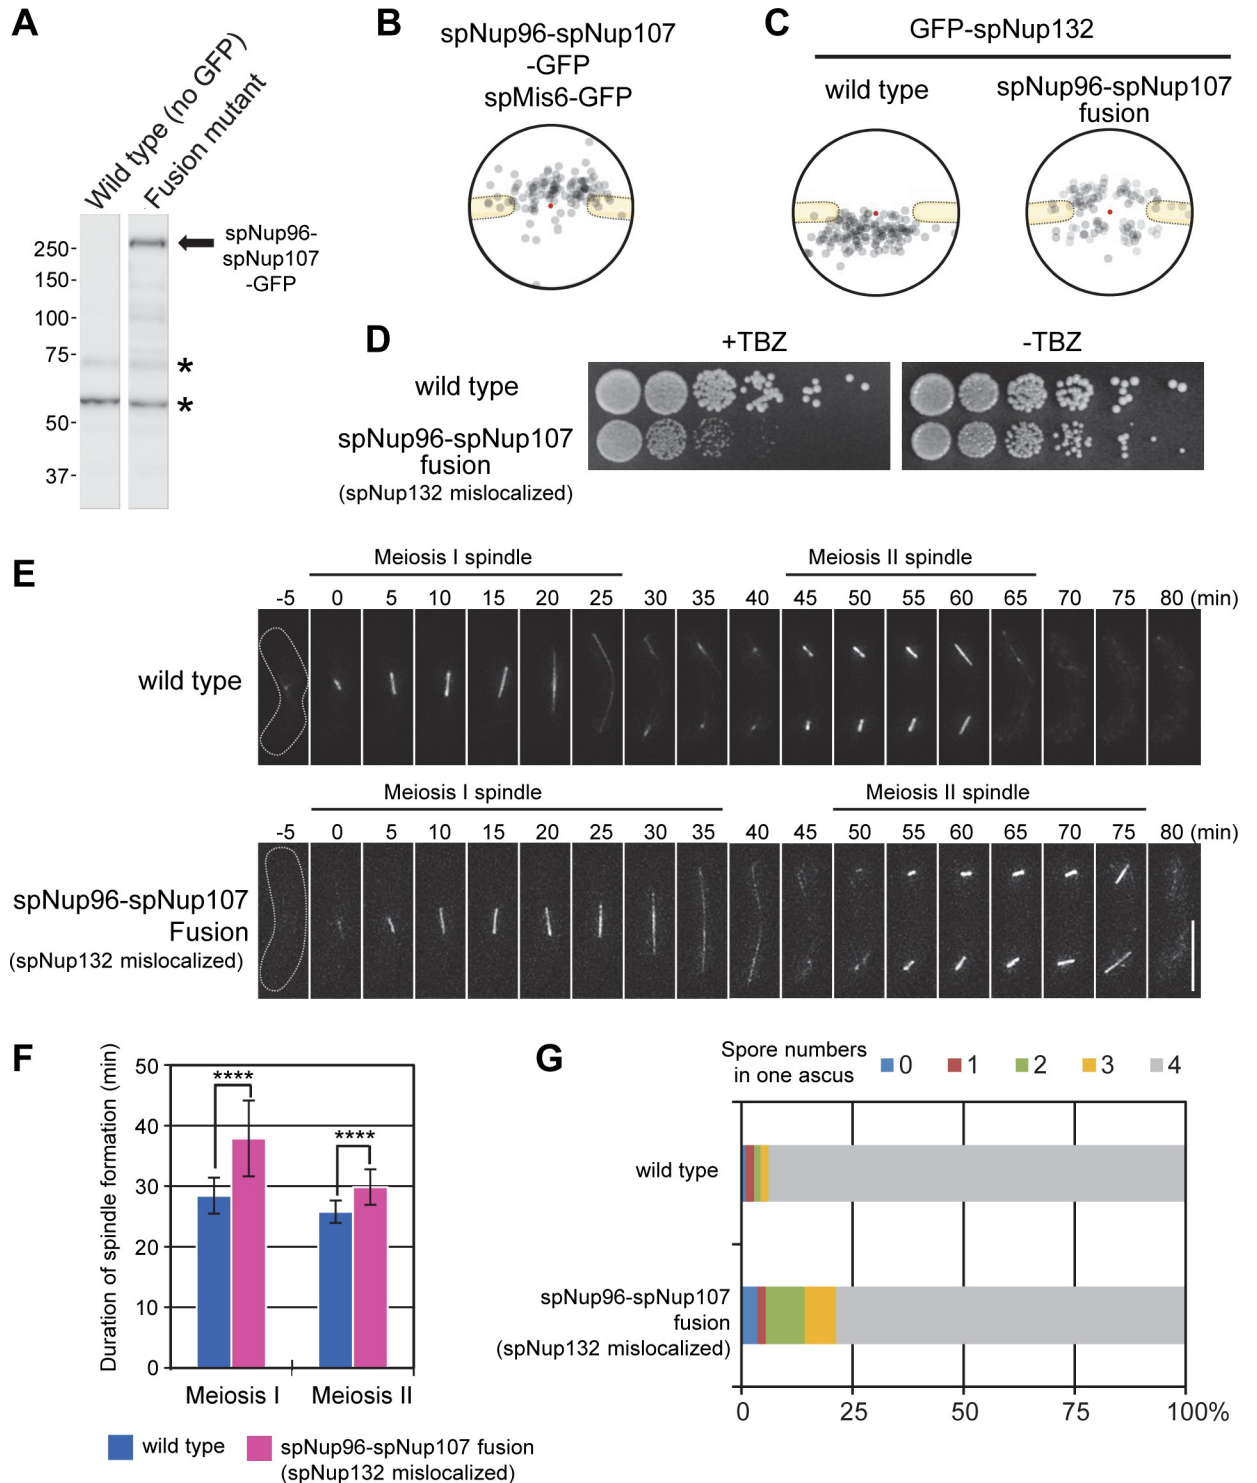 A
Wild type (no GFP)
Fusion mutant
250-
150-
100-
75-
50-
37-
spNup96-
spNup107
-GFP
*
*
B
spNup96-spNup107
-GFP
spMis6-GFP
C
GFP-spNup132
wild type
spNup96-spNup107
fusion
D
+TBZ
-TBZ
wild type
spNup96-spNup107
fusion
(spNup132 mislocalized)
E
Meiosis I spindle
Meiosis II spindle
-5 0 5 10 15 20 25 30 35 40 45 50 55 60 65 70 75 80 (min)
wild type
Meiosis I spindle
Meiosis II spindle
-5 0 5 10 15 20 25 30 35 40 45 50 55 60 65 70 75 80 (min)
spNup96-spNup107
Fusion
(spNup132 mislocalized)
F
Duration of spindle formation (min)
50
40
30
20
10
0
****
****
Meiosis I
Meiosis II
wild type
spNup96-spNup107 fusion
(spNup132 mislocalized)
G
Spore numbers
in one ascus
0 1 2 3 4
wild type
spNup96-spNup107
fusion
(spNup132 mislocalized)
0 25 50 75 100%